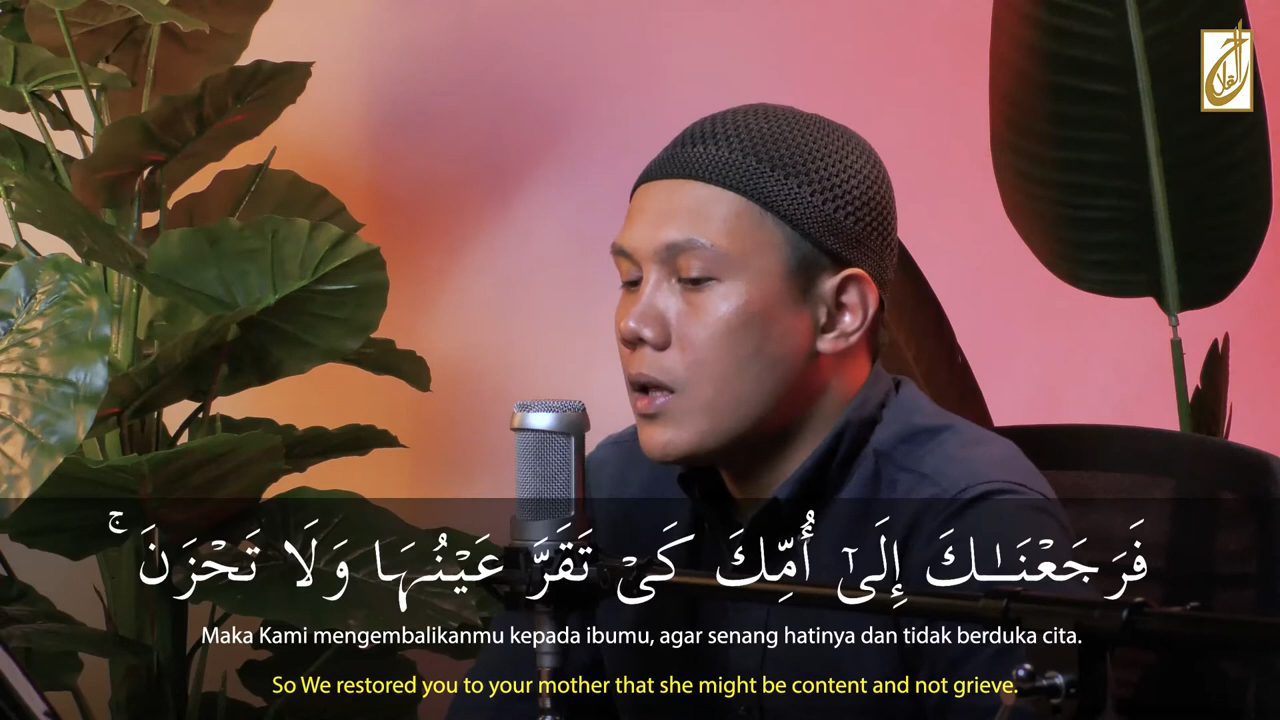 فَرَجَعْنَـٰكَ إِلَىٰٓ أُمِّكَ كَىْ تَقَرَّ عَيْنُهَا وَلَا تَحْزَنَ ۚ
Maka Kami mengembalikanmu kepada ibumu, agar senang hatinya dan tidak berduka cita.
So We restored you to your mother that she might be content and not grieve.